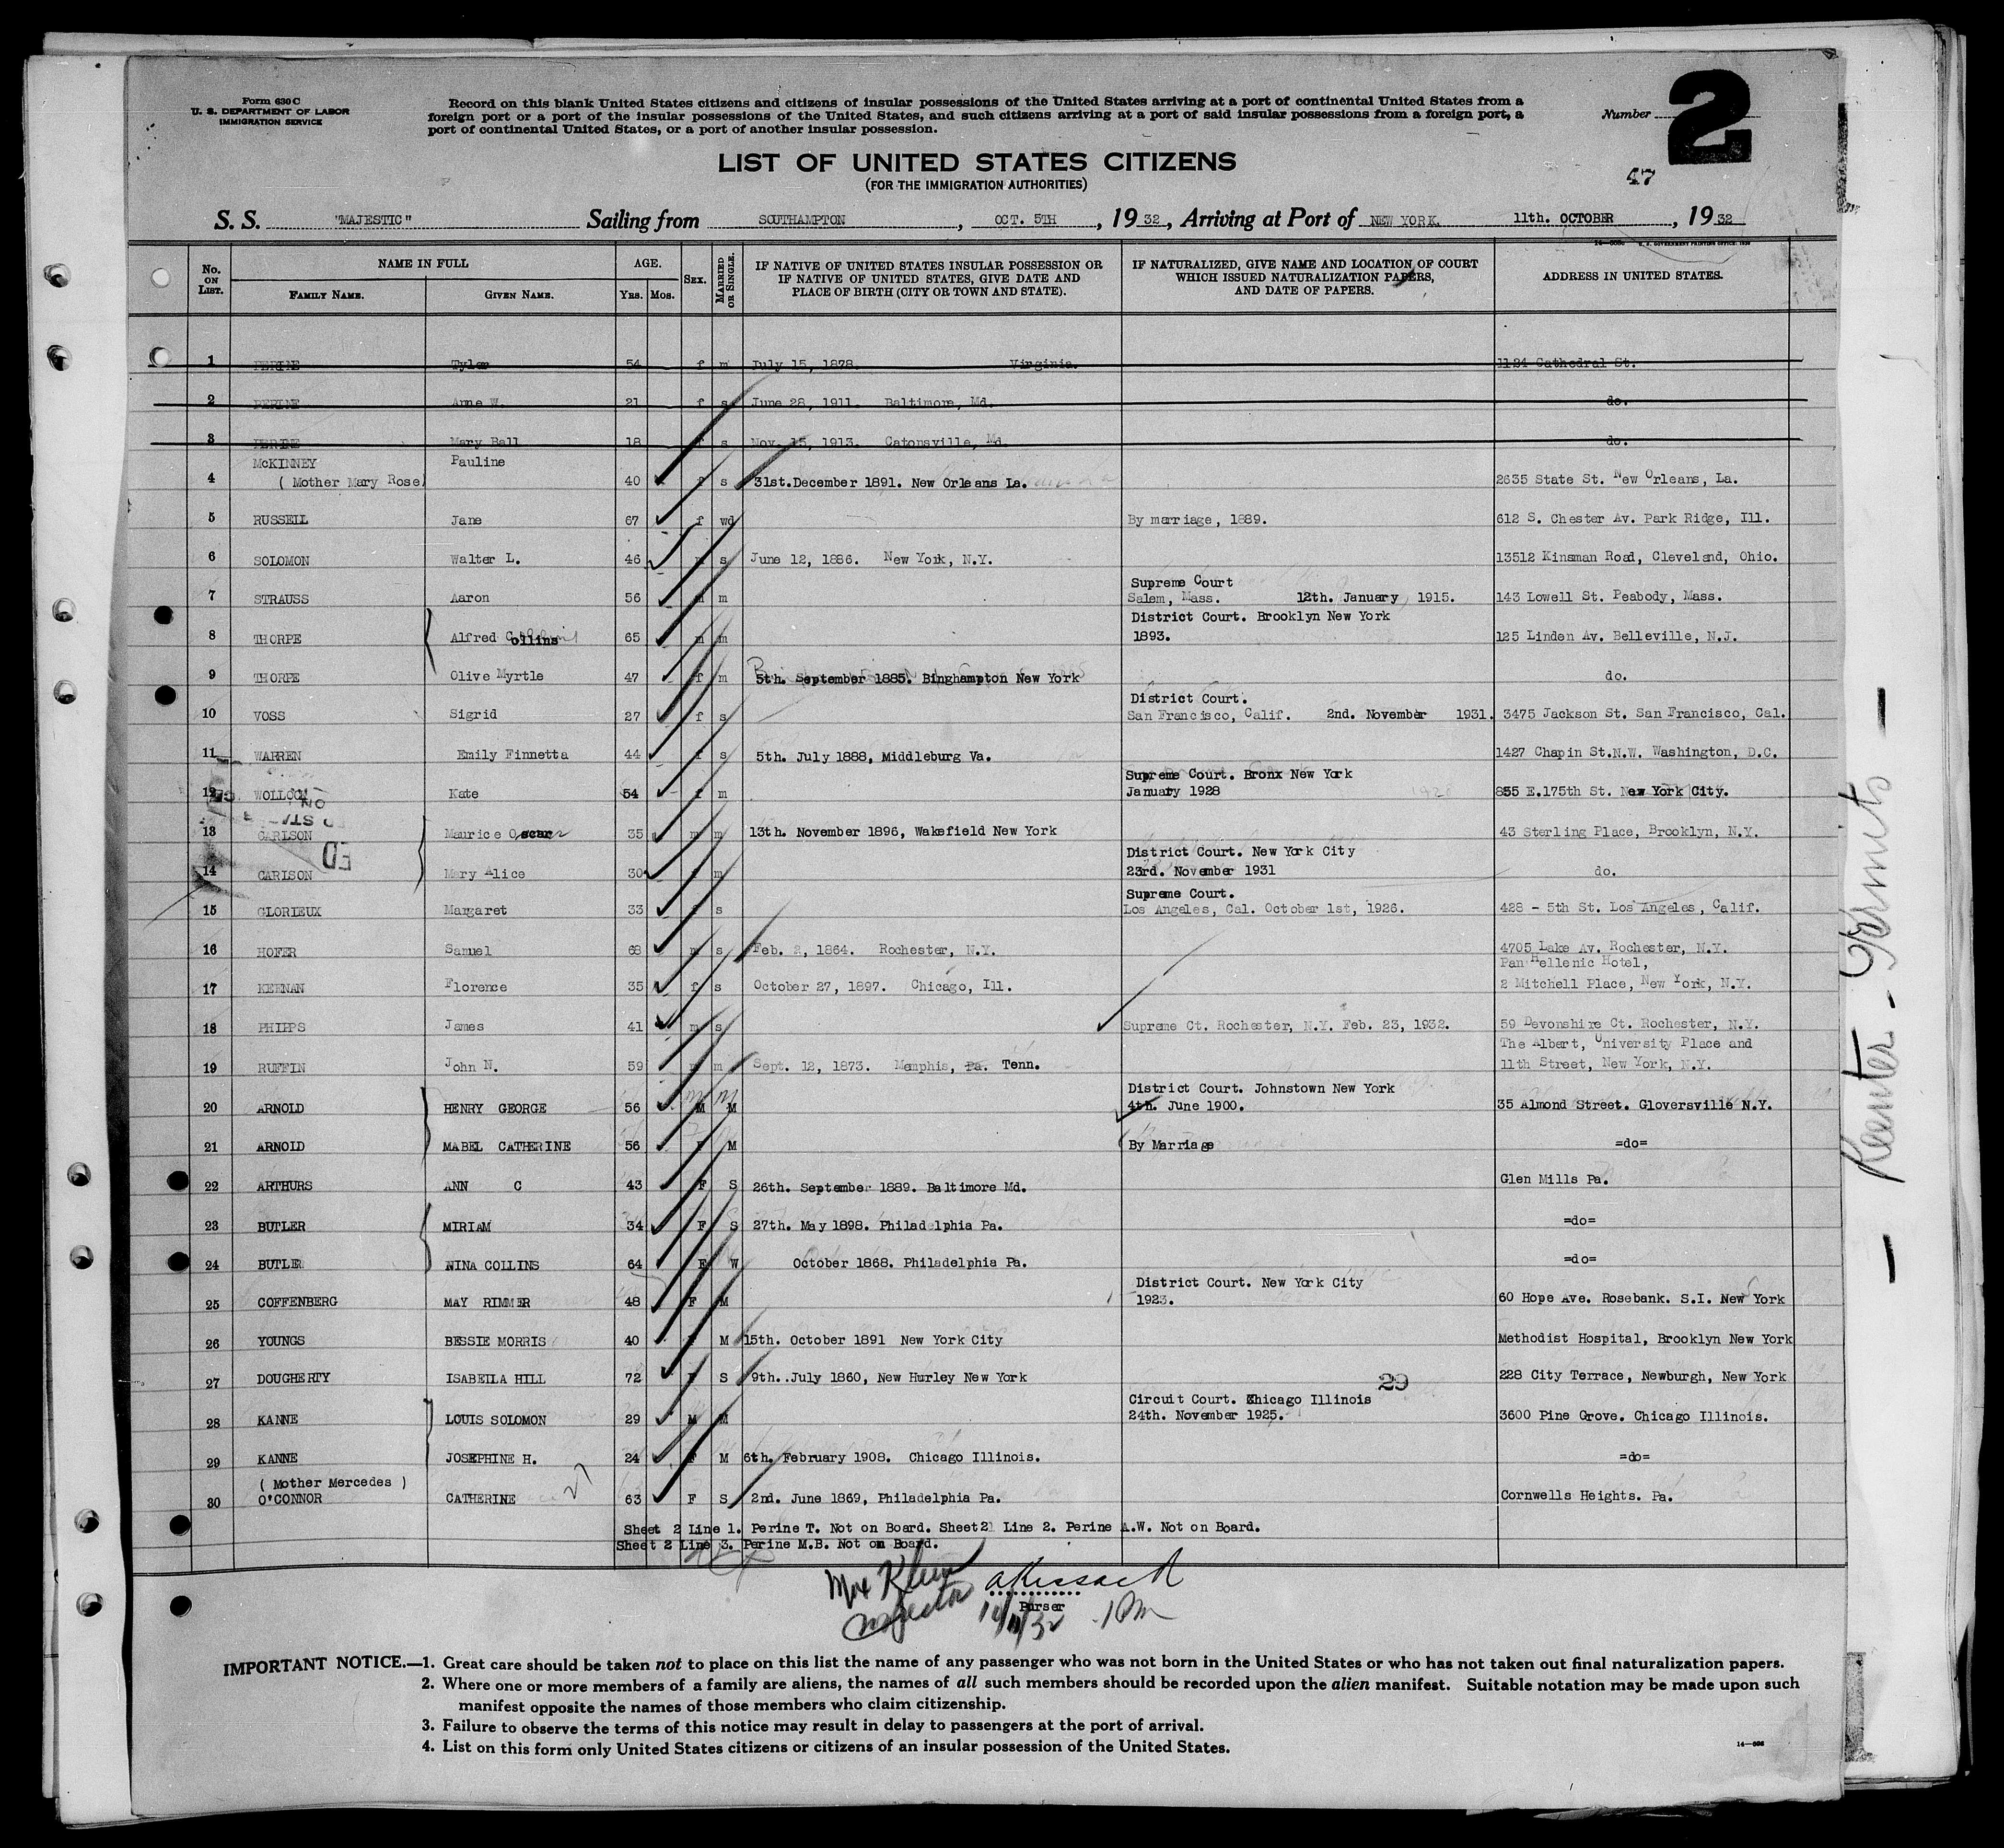 Form 630 C
U. S. DEPARTMENT OF LABOR
IMMIGRATION SERVICE
Record on this blank United States citizens and citizens of insular possessions of the United States arriving at a port of continental United States from a
foreign port or a port of the insular possessions of the United States, and such citizens arriving at a port of said insular possessions from a foreign port, a
port of continental United States, or a port of another insular possession.
Number 2
47
LIST OF UNITED STATES CITIZENS
(FOR THE IMMIGRATION AUTHORITIES)
S. S. "MAJESTIC" Sailing from SOUTHAMPTON, OCT. 5TH, 1932, Arriving at Port of NEW YORK. 11th. OCTOBER, 1932
No. ON LIST. NAME IN FULL FAMILY NAME. GIVEN NAME. AGE. YRS. MOS. SEX. MARRIED OR SINGLE. IF NATIVE OF UNITED STATES INSULAR POSSESSION OR IF NATIVE OF UNITED STATES, GIVE DATE AND PLACE OF BIRTH (CITY OR TOWN AND STATE). IF NATURALIZED, GIVE NAME AND LOCATION OF COURT WHICH ISSUED NATURALIZATION PAPERS, AND DATE OF PAPERS. ADDRESS IN UNITED STATES.
1 PERINE Tyler 54 f m July 15, 1878. Virginia. 1124 Cathedral St.
2 PERINE Anne W. 21 f s June 28, 1911. Baltimore, Md. do.
3 PERINE Mary Ball 18 f s Nov. 15, 1913. Catonsville, Md. do.
McKINNEY Pauline
4 ( Mother Mary Rose) 40 f s 31st.December 1891. New Orleans La. 2635 State St. New Orleans, La.
5 RUSSELL Jane 67 f wd By marriage, 1889. 612 S. Chester Av. Park Ridge, Ill.
6 SOLOMON Walter L. 46 m s June 12, 1886. New York, N.Y. 13512 Kinsman Road, Cleveland, Ohio.
Supreme Court
7 STRAUSS Aaron 56 m m Salem, Mass. 12th. January 1915. 143 Lowell St. Peabody, Mass.
District Court. Brooklyn New York
8 THORPE Alfred Collins 65 m m 1893. 125 Linden Av. Belleville, N.J.
9 THORPE Olive Myrtle 47 f m 5th. September 1885. Binghampton New York do.
District Court.
10 VOSS Sigrid 27 f s San Francisco, Calif. 2nd. November 1931. 3475 Jackson St. San Francisco, Cal.
11 WARREN Emily Finnetta 44 f s 5th. July 1888, Middleburg Va. 1427 Chapin St.N.W. Washington, D.C.
Supreme Court. Bronx New York
12 Kate 54 f m January 1928 855 E.175th St. New York City.
13 CARLSON Maurice Oscar 35 m m 13th. November 1896, Wakefield New York 43 Sterling Place, Brooklyn, N.Y.
District Court. New York City
14 CARLSON Mary Alice 30 f m 23rd. November 1931 do.
Supreme Court.
15 GLORIEUX Margaret 33 f s Los Angeles, Cal. October 1st, 1926. 428 - 5th St. Los Angeles, Calif.
16 HOFER Samuel 68 m s Feb. 2, 1864. Rochester, N.Y. 4705 Lake Av. Rochester, N.Y.
Pan Hellenic Hotel,
17 KEENAN Florence 35 f s October 27, 1897. Chicago, Ill. 2 Mitchell Place, New York, N.Y.
18 PHIPPS James 41 m s Supreme Ct. Rochester, N.Y. Feb. 23, 1932. 59 Devonshire Ct. Rochester, N.Y.
The Albert, University Place and
19 RUFFIN John N. 59 m m Sept. 12, 1873. Memphis, Pa. Tenn. 11th Street, New York, N.Y.
District Court. Johnstown New York
20 ARNOLD HENRY GEORGE 56 M M 4th. June 1900. 35 Almond Street. Gloversville N.Y.
21 ARNOLD MABEL CATHERINE 56 F M By Marriage =do=
22 ARTHURS ANN C 43 F S 26th. September 1889. Baltimore Md. Glen Mills Pa.
23 BUTLER MIRIAM 34 F S 27th. May 1898. Philadelphia Pa. =do=
24 BUTLER NINA COLLINS 64 F W October 1868. Philadelphia Pa. =do=
District Court. New York City
25 COFFENBERG MAY RIMMER 48 F M 1923. 60 Hope Ave. Rosebank. S.I. New York
26 YOUNGS BESSIE MORRIS 40 F M 15th. October 1891 New York City Methodist Hospital, Brooklyn New York
27 DOUGHERTY ISABELLA HILL 72 F S 9th..July 1860, New Hurley New York 228 City Terrace, Newburgh, New York
29
Circuit Court. Chicago Illinois
28 KANNE LOUIS SOLOMON 29 M M 24th. November 1925. 3600 Pine Grove. Chicago Illinois.
29 KANNE JOSEPHINE H. 24 F M 6th. February 1908. Chicago Illinois. =do=
( Mother Mercedes )
30 O'CONNOR CATHERINE 63 F S 2nd. June 1869, Philadelphia Pa. Cornwells Heights. Pa.
Sheet 2 Line 1. Perine T. Not on Board. Sheet2 Line 2. Perine A.W. Not on Board.
Sheet 2 Line 3. Perine M.B. Not on Board.
Max Klein
Inspector
Purser
10/11/32 1 Pm
IMPORTANT NOTICE.—1. Great care should be taken not to place on this list the name of any passenger who was not born in the United States or who has not taken out final naturalization papers.
2. Where one or more members of a family are aliens, the names of all such members should be recorded upon the alien manifest. Suitable notation may be made upon such
manifest opposite the names of those members who claim citizenship.
3. Failure to observe the terms of this notice may result in delay to passengers at the port of arrival.
4. List on this form only United States citizens or citizens of an insular possession of the United States.
Permits